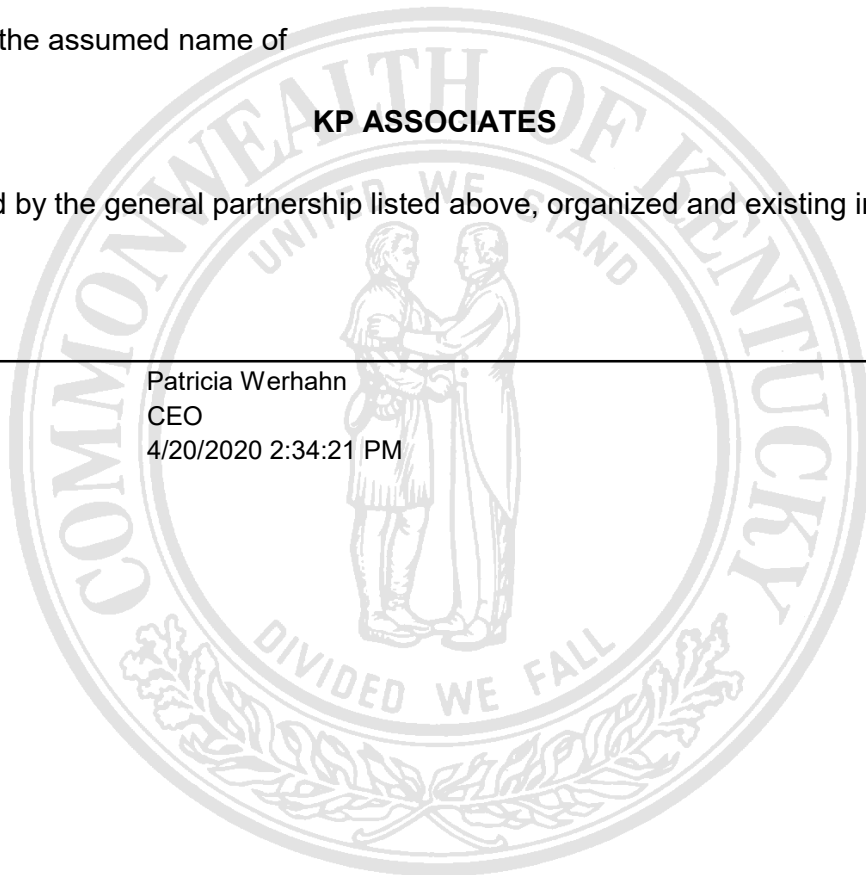 the assumed name of
KP ASSOCIATES
by the general partnership listed above, organized and existing
Patricia Werhahn
CEO
4/20/2020 2:34:21 PM
COMMONWEALTH OF KENTUCKY
UNITED WE STAND
DIVIDED WE FALL